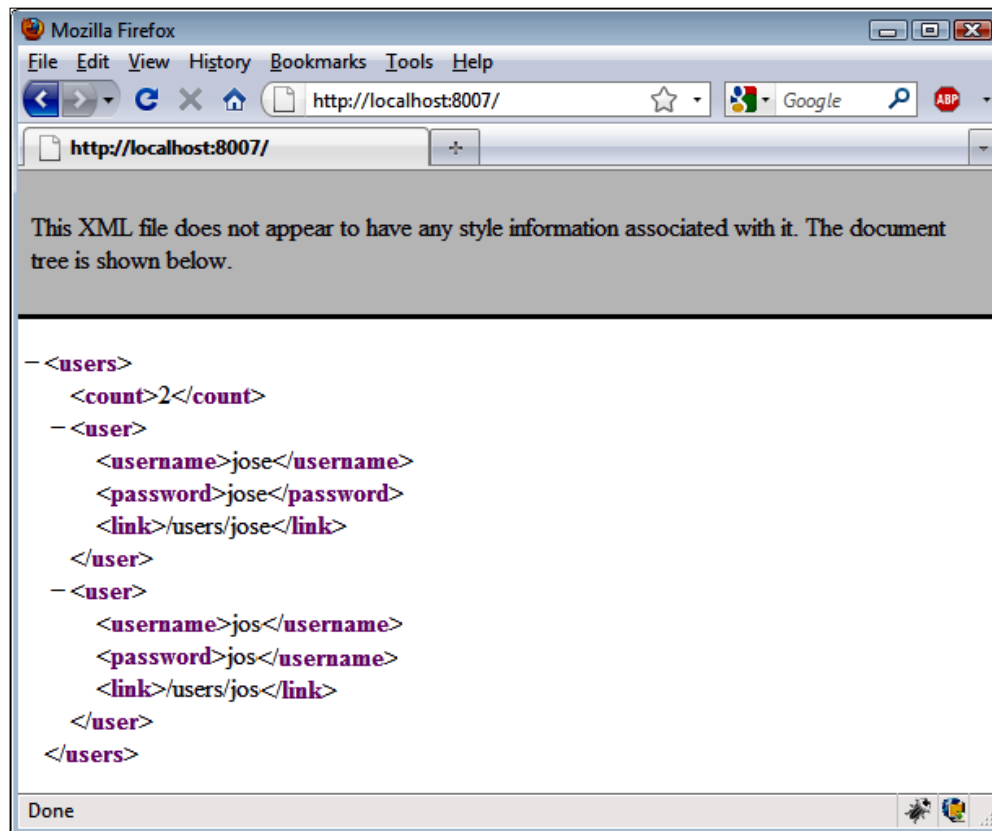 Mozilla Firefox
File Edit View History Bookmarks Tools Help
http://localhost:8007/ Google ABP
http://localhost:8007/
This XML file does not appear to have any style information associated with it. The document
tree is shown below.
−<users>
<count>2</count>
−<user>
<username>jose</username>
<password>jose</password>
<link>/users/jose</link>
</user>
−<user>
<username>jos</username>
<password>jos</username>
<link>/users/jos</link>
</user>
</users>
Done